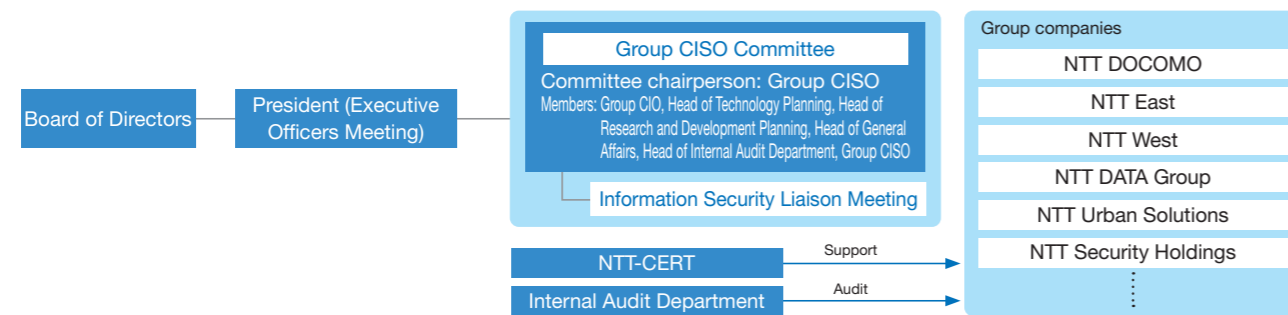 Board of Directors
President (Executive
Officers Meeting)
Group CISO Committee
Committee chairperson: Group CISO
Members: Group CIO, Head of Technology Planning, Head of
Research and Development Planning, Head of General
Affairs, Head of Internal Audit Department, Group CISO
Information Security Liaison Meeting
NTT-CERT
Support
Internal Audit Department
Audit
Group companies
NTT DOCOMO
NTT East
NTT West
NTT DATA Group
NTT Urban Solutions
NTT Security Holdings